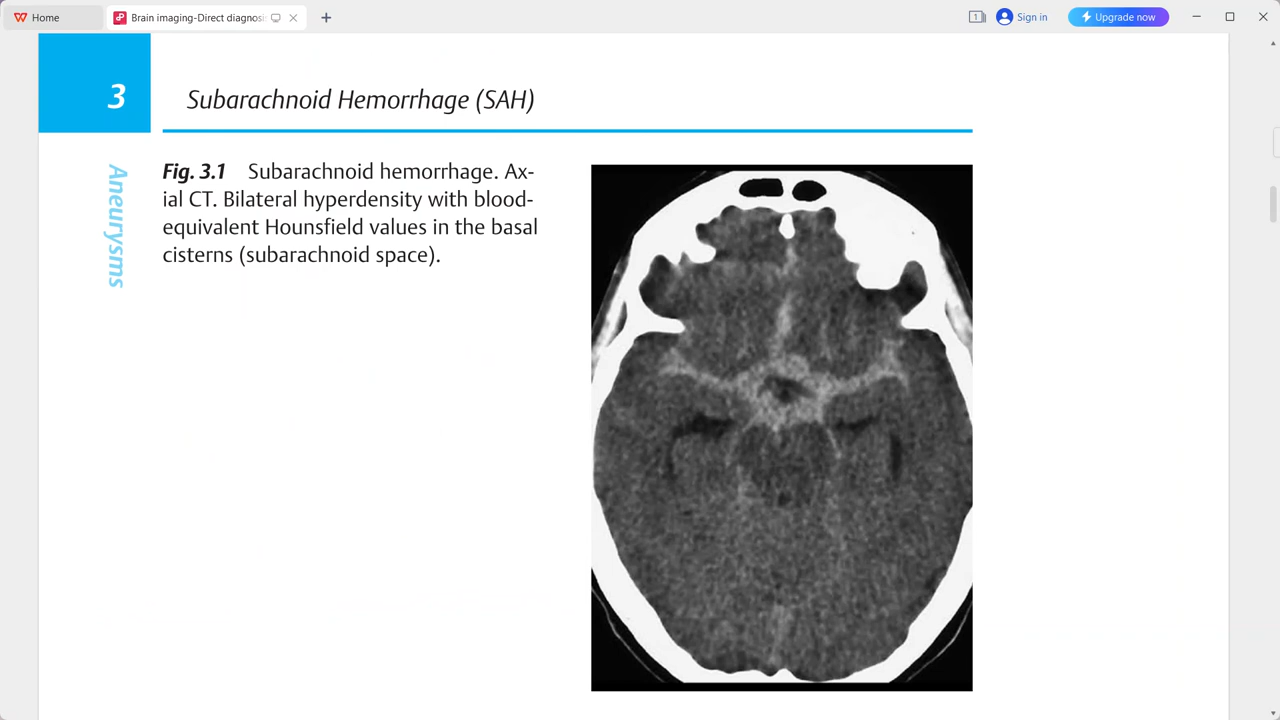 Home
Brain imaging-Direct diagnosi
1
Sign in
Upgrade now
3
Subarachnoid Hemorrhage (SAH)
Aneurysms
Fig. 3.1 Subarachnoid hemorrhage. Ax-
ial CT. Bilateral hyperdensity with blood-
equivalent Hounsfield values in the basal
cisterns (subarachnoid space).